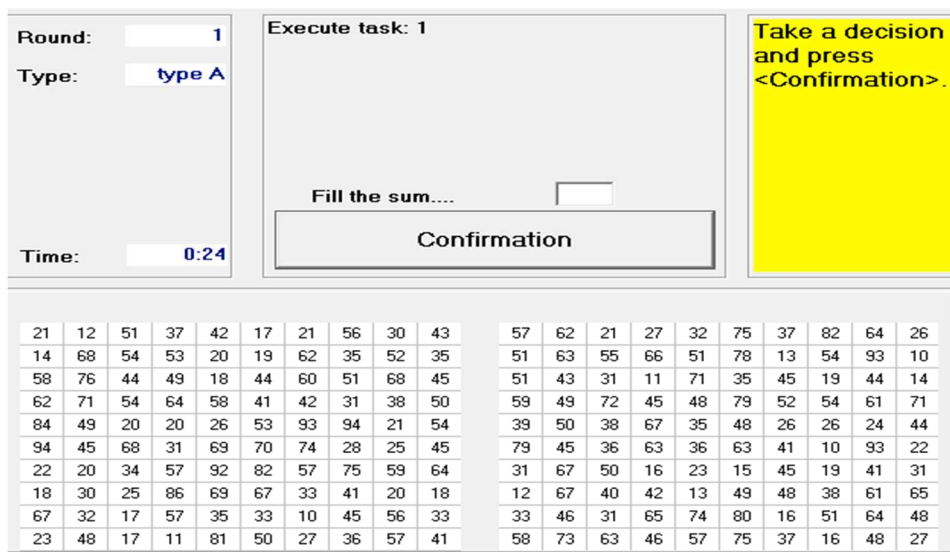 Round: 1
Type: type A
Time: 0:24
Execute task: 1
Fill the sum....
Confirmation
Take a decision
and press
<Confirmation>.
21 12 51 37 42 17 21 56 30 43
14 68 54 53 20 19 62 35 52 35
58 76 44 49 18 44 60 51 68 45
62 71 54 64 58 41 42 31 38 50
84 49 20 20 26 53 93 94 21 54
94 45 68 31 69 70 74 28 25 45
22 20 34 57 92 82 57 75 59 64
18 30 25 86 69 67 33 41 20 18
67 32 17 57 35 33 10 45 56 33
23 48 17 11 81 50 27 36 57 41
57 62 21 27 32 75 37 82 64 26
51 63 55 66 51 78 13 54 93 10
51 43 31 11 71 35 45 19 44 14
59 49 72 45 48 79 52 54 61 71
39 50 38 67 35 48 26 26 24 44
79 45 36 63 36 63 41 10 93 22
31 67 50 16 23 15 45 19 41 31
12 67 40 42 13 49 48 38 61 65
33 46 31 65 74 80 16 51 64 48
58 73 63 46 57 75 37 16 48 27